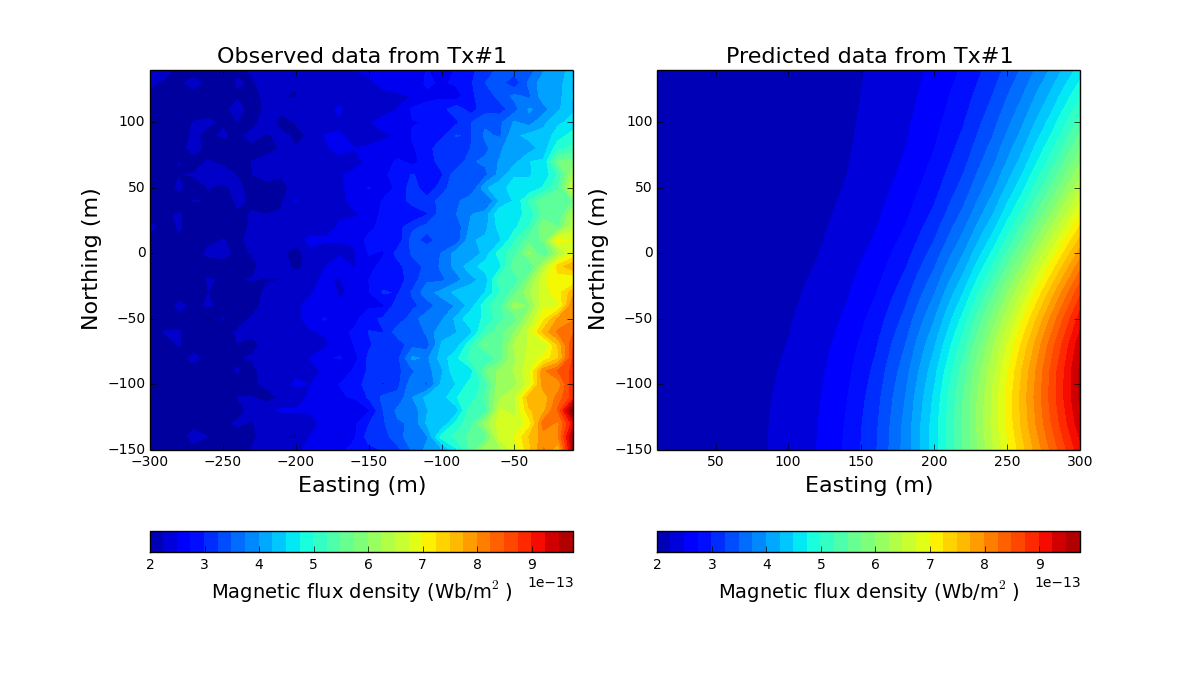 Observed data from Tx#1
100
50
0
−50
−100
−150
Northing (m)
−300
−250
−200
−150
−100
−50
Easting (m)
2 3 4 5 6 7 8 9
1e−13
Magnetic flux density (Wb/m² )
Predicted data from Tx#1
100
50
0
−50
−100
−150
Northing (m)
50 100 150 200 250 300
Easting (m)
2 3 4 5 6 7 8 9
1e−13
Magnetic flux density (Wb/m² )